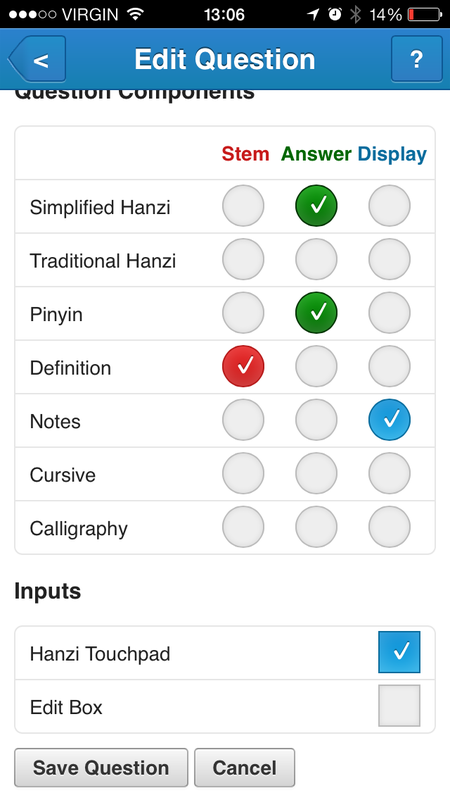 VIRGIN 13:06 14%
< Edit Question ?
Question Components
Stem Answer Display
Simplified Hanzi
Traditional Hanzi
Pinyin
Definition
Notes
Cursive
Calligraphy
Inputs
Hanzi Touchpad
Edit Box
Save Question Cancel